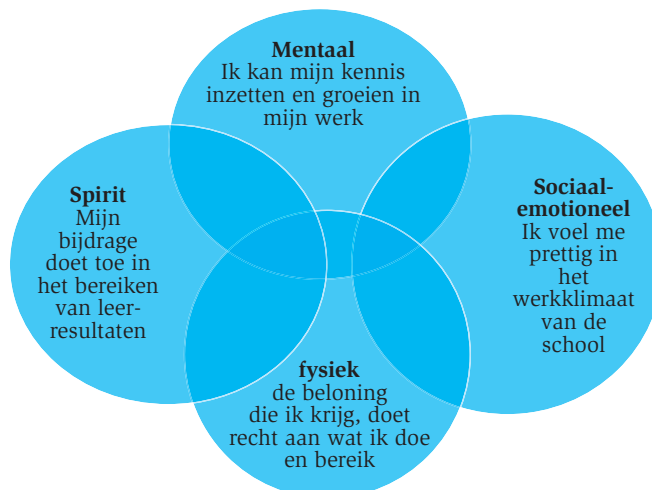 Mentaal
Ik kan mijn kennis
inzetten en groeien in
mijn werk
Spirit
Mijn
bijdrage
doet toe in
het bereiken
van leer-
resultaten
Sociaal-
emotioneel
Ik voel me
prettig in
het
werkklimaat
van de
school
fysiek
de beloning
die ik krijg, doet
recht aan wat ik doe
en bereik